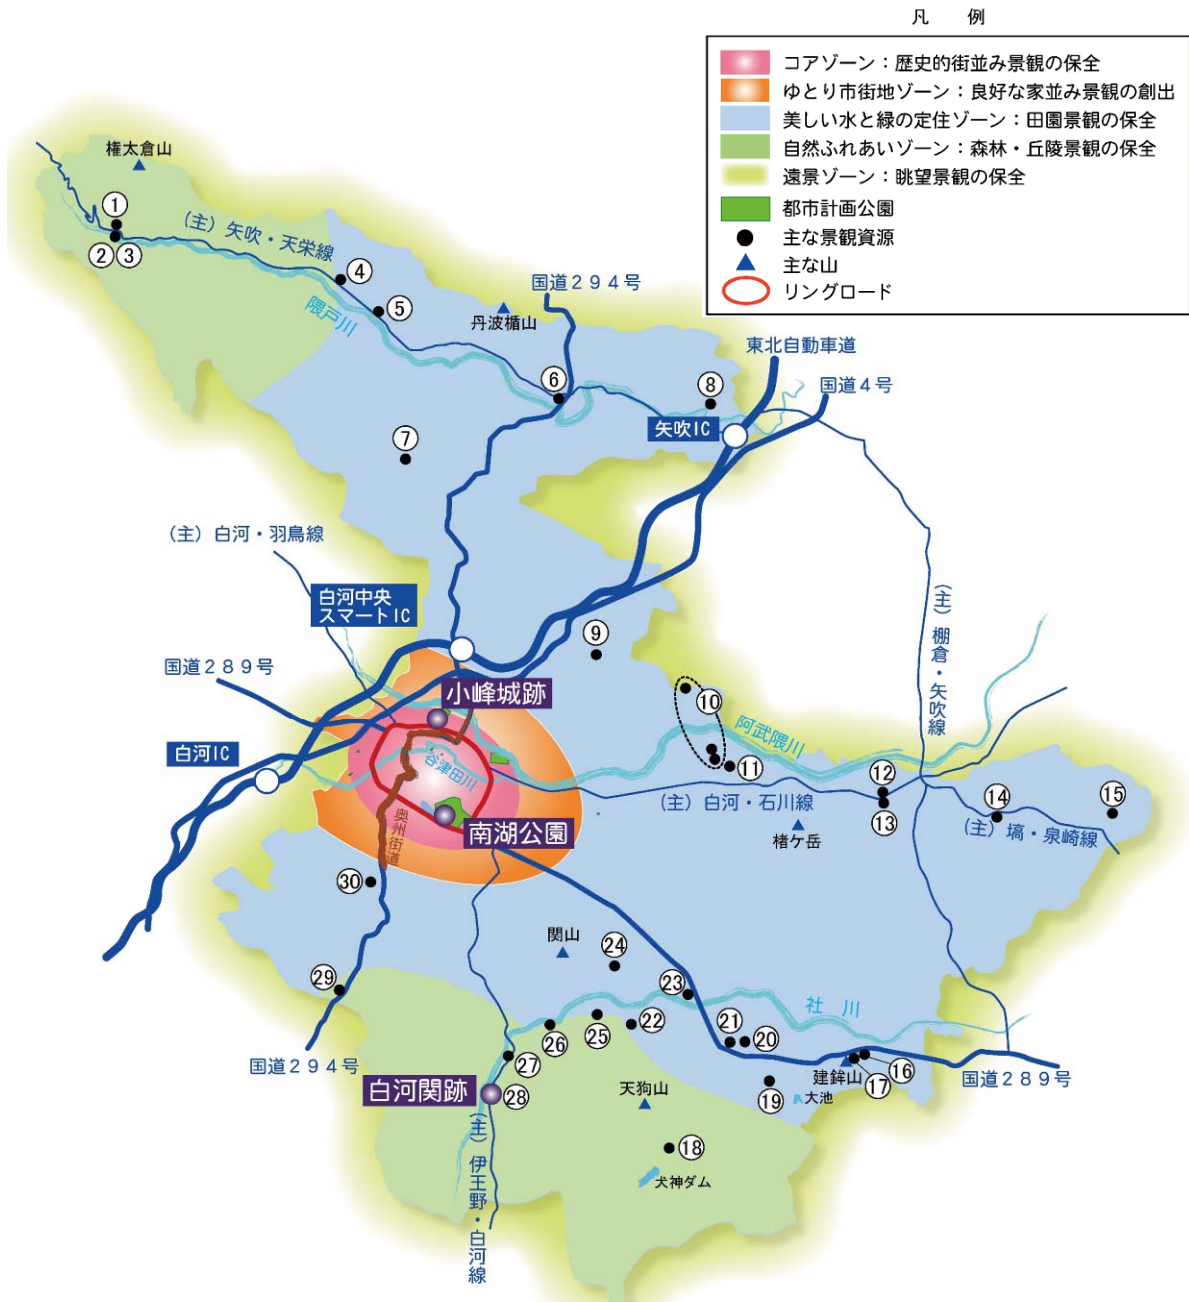 凡 例
コアゾーン：歴史的街並み景観の保全
ゆとり市街地ゾーン：良好な家並み景観の創出
美しい水と緑の定住ゾーン：田園景観の保全
自然ふれあいゾーン：森林・丘陵景観の保全
遠景ゾーン：眺望景観の保全
都市計画公園
主な景観資源
主な山
リングロード
権太倉山
①
② ③
(主) 矢吹・天栄線
④
⑤
隈戸川
丹波楯山
国道２９４号
⑥
⑦
⑧
東北自動車道
国道４号
矢吹IC
(主) 白河・羽鳥線
白河中央
スマートIC
国道２８９号
白河IC
小峰城跡
谷津田川
南湖公園
奥州街道
⑨
⑩
⑪
阿武隈川
(主) 白河・石川線
(主) 棚倉・矢吹線
⑫
⑬
⑭
⑮
(主) 塙・泉崎線
楮ケ岳
㉚
㉙
国道２９４号
関山
㉔
㉓
社川
㉑
⑳
㉒
㉕
㉖
㉗
㉘
白河関跡
(主) 伊王野・白河線
天狗山
⑲
大池
建鉾山
⑯
⑰
国道２８９号
⑱
犬神ダム